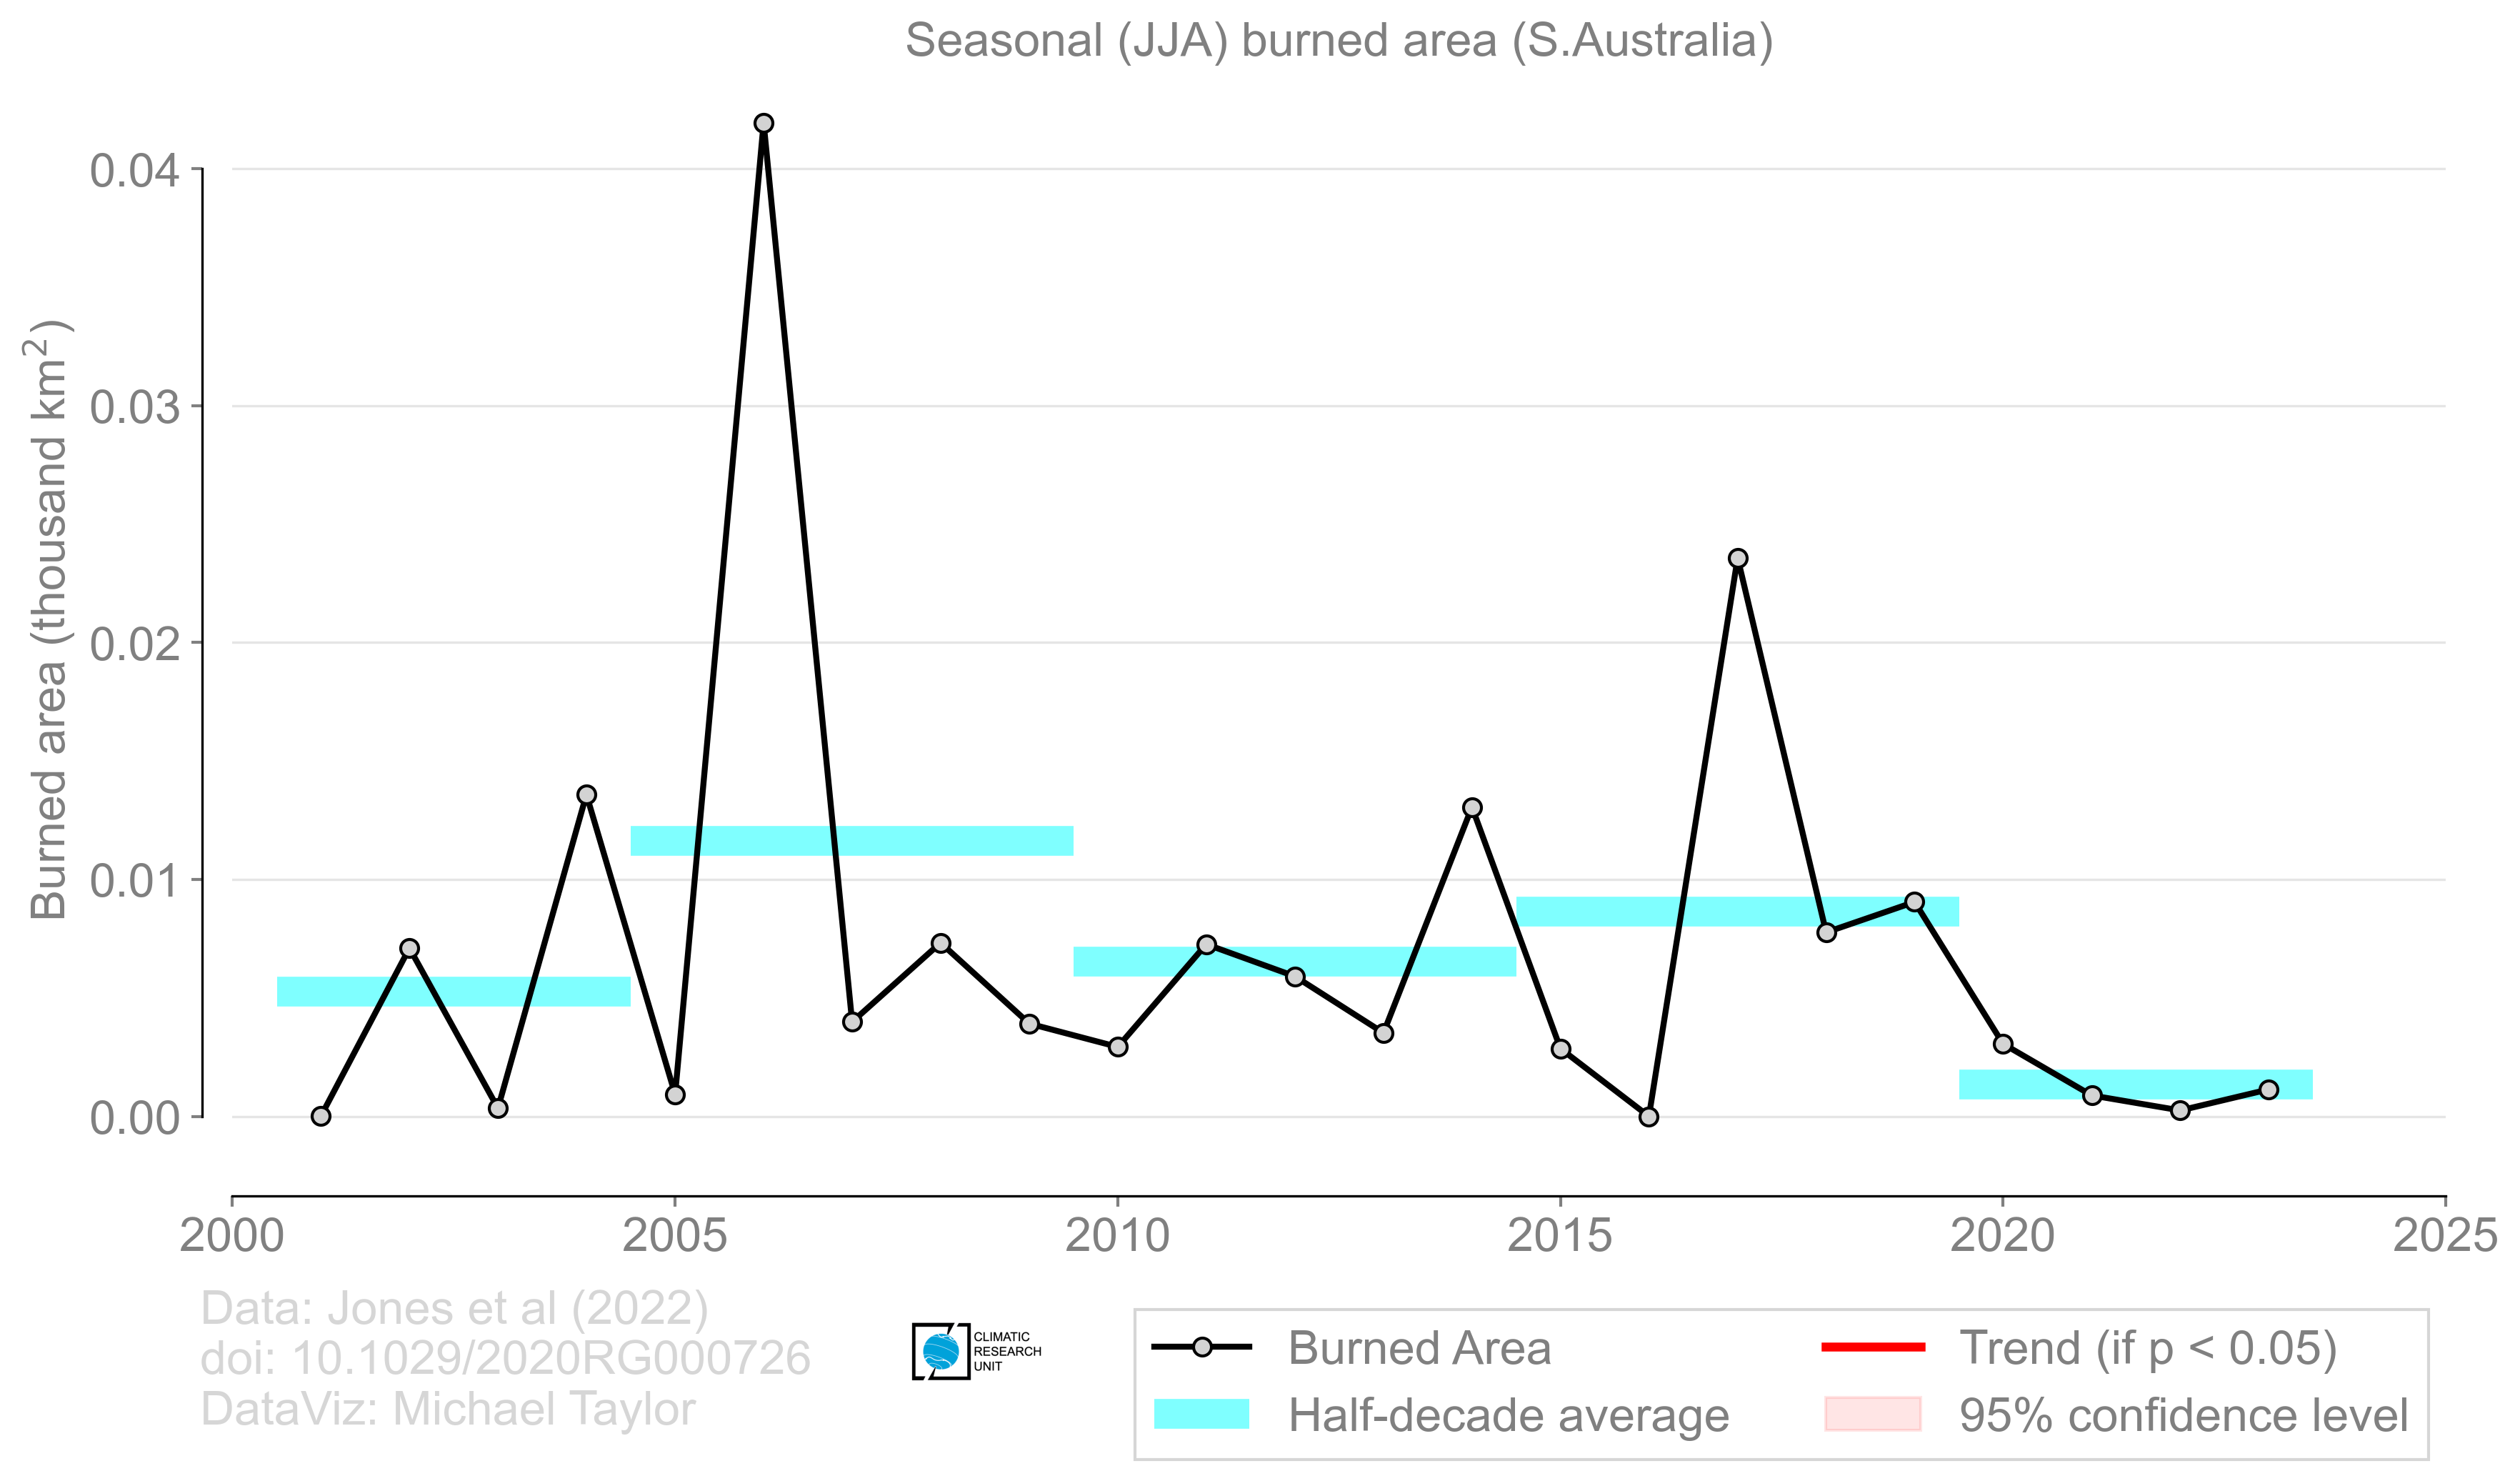 Seasonal (JJA) burned area (S.Australia)
Burned area (thousand km²)
0.04
0.03
0.02
0.01
0.00
2000 2005 2010 2015 2020 2025
Data: Jones et al (2022)
doi: 10.1029/2020RG000726
DataViz: Michael Taylor
CLIMATIC
RESEARCH
UNIT
Burned Area
Half-decade average
Trend (if p < 0.05)
95% confidence level